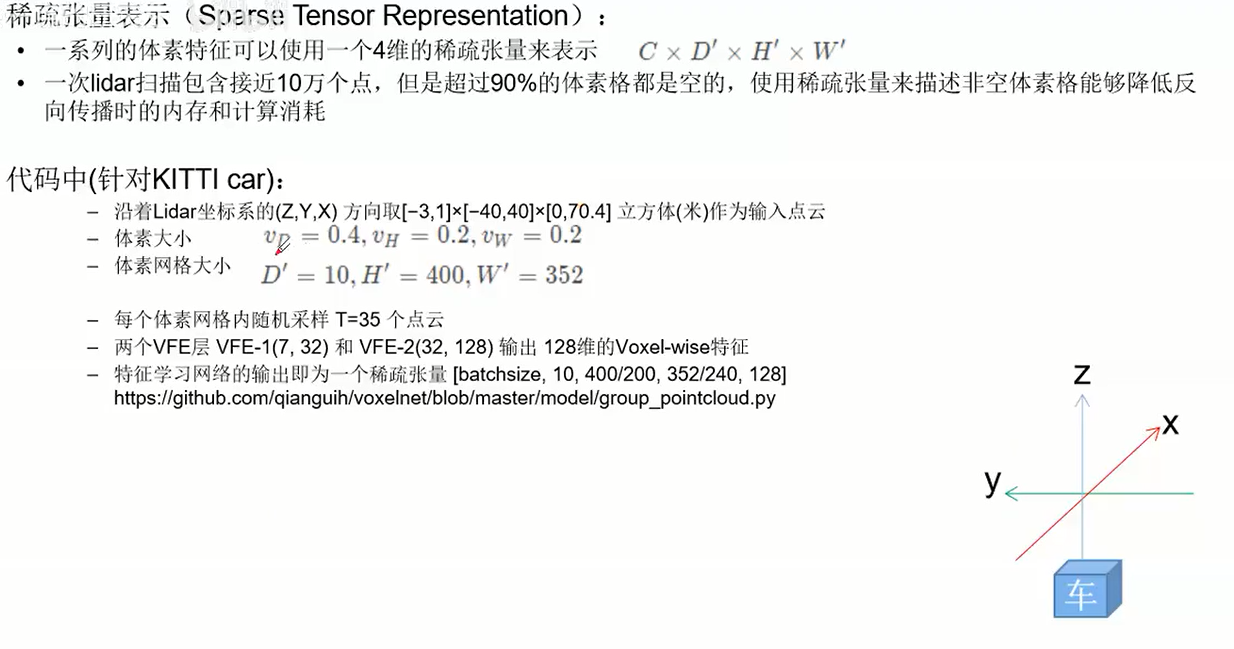 稀疏张量表示（Sparse Tensor Representation）：
• 一系列的体素特征可以使用一个4维的稀疏张量来表示 C × D′ × H′ × W′
• 一次lidar扫描包含接近10万个点，但是超过90%的体素格都是空的，使用稀疏张量来描述非空体素格能够降低反
向传播时的内存和计算消耗
代码中(针对KITTI car)：
– 沿着Lidar坐标系的(Z,Y,X) 方向取[−3,1]×[−40,40]×[0,70.4] 立方体(米)作为输入点云
– 体素大小 v_D = 0.4, v_H = 0.2, v_W = 0.2
– 体素网格大小 D′ = 10, H′ = 400, W′ = 352
– 每个体素网格内随机采样 T=35 个点云
– 两个VFE层 VFE-1(7, 32) 和 VFE-2(32, 128) 输出 128维的Voxel-wise特征
– 特征学习网络的输出即为一个稀疏张量 [batchsize, 10, 400/200, 352/240, 128]
https://github.com/qianguih/voxelnet/blob/master/model/group_pointcloud.py
z
x
y
车